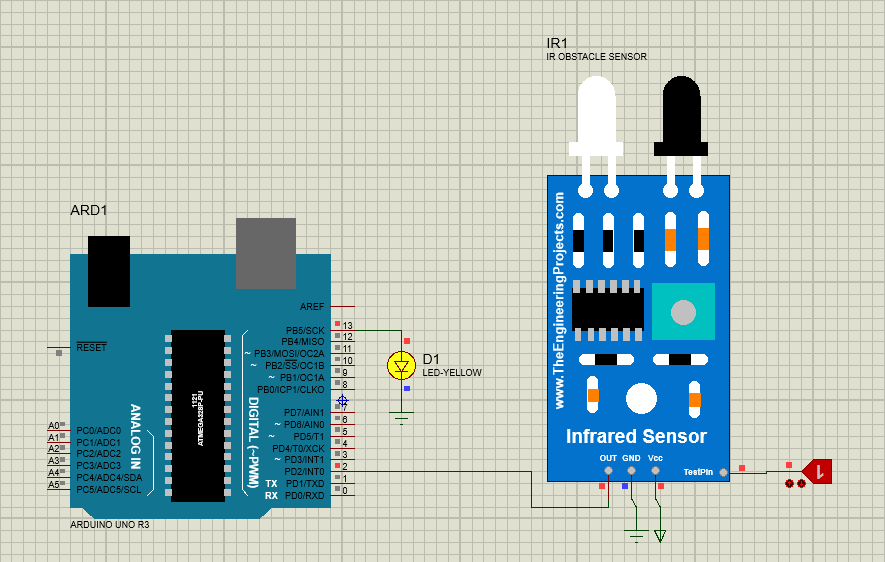 IR1
IR OBSTACLE SENSOR
ARD1
www.TheEngineeringProjects.com
AREF
13
PB5/SCK
12
PB4/MISO
RESET
11
~ PB3/MOSI/OC2A
10
~ PB2/SS/OC1B
9
~ PB1/OC1A
8
PB0/ICP1/CLKO
D1
LED-YELLOW
1121
ATMEGA328P-PU
ANALOG IN
DIGITAL (~PWM)
7
PD7/AIN1
6
~ PD6/AIN0
5
~ PD5/T1
4
PD4/T0/XCK
3
~ PD3/INT1
2
PD2/INT0
1
TX PD1/TXD
0
RX PD0/RXD
A0
PC0/ADC0
A1
PC1/ADC1
A2
PC2/ADC2
A3
PC3/ADC3
A4
PC4/ADC4/SDA
A5
PC5/ADC5/SCL
ARDUINO UNO R3
Infrared Sensor
OUT GND Vcc
TestPin
1